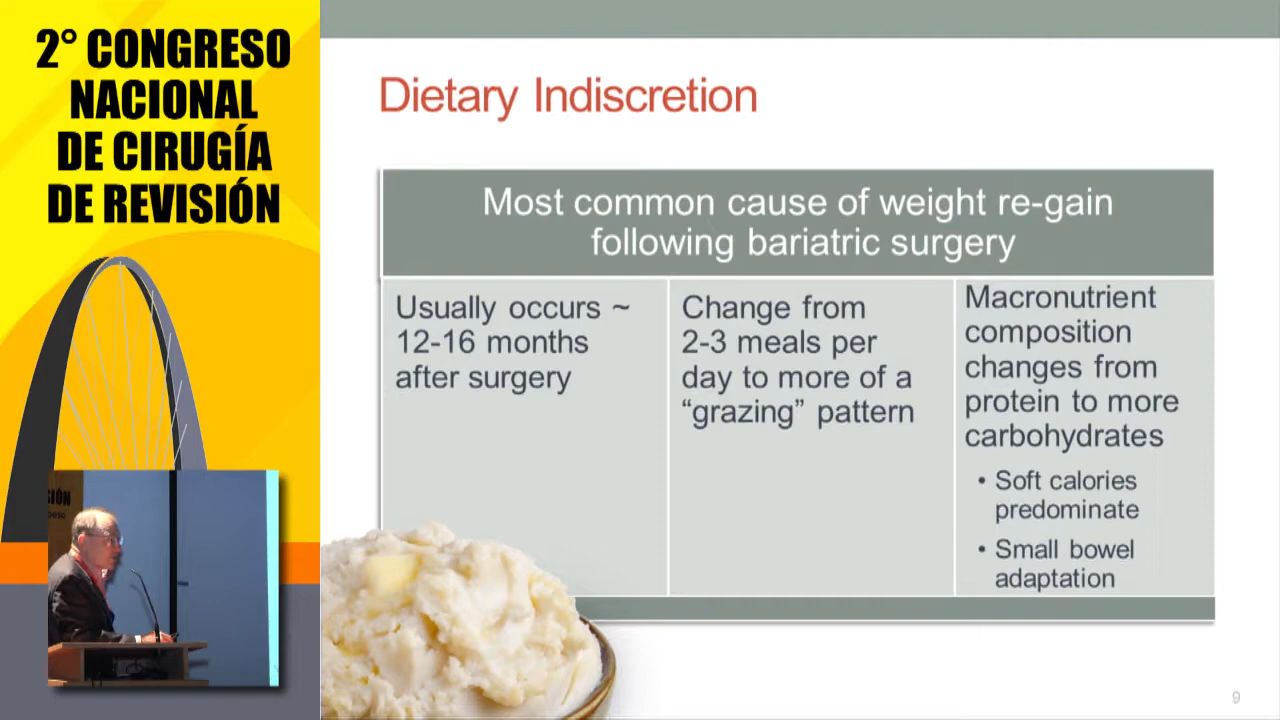 2° CONGRESO
NACIONAL
DE CIRUGÍA
DE REVISIÓN
Dietary Indiscretion
Most common cause of weight re-gain
following bariatric surgery
Usually occurs ~
12-16 months
after surgery
Change from
2-3 meals per
day to more of a
“grazing” pattern
Macronutrient
composition
changes from
protein to more
carbohydrates
• Soft calories
predominate
• Small bowel
adaptation
9